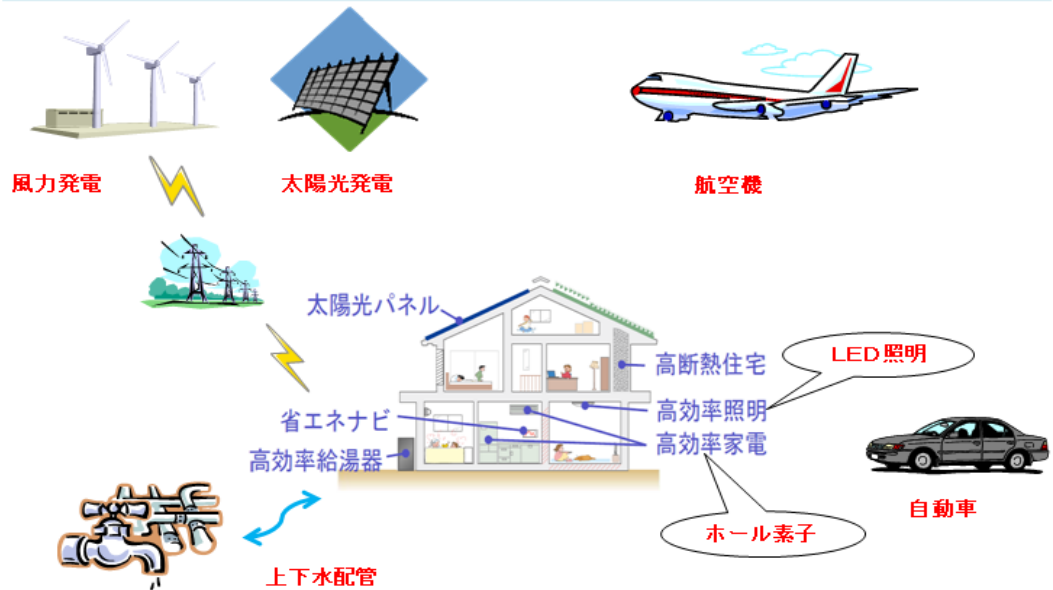 風力発電
太陽光発電
航空機
太陽光パネル
高断熱住宅
LED照明
高効率照明
省エネナビ
高効率家電
高効率給湯器
自動車
ホール素子
上下水配管